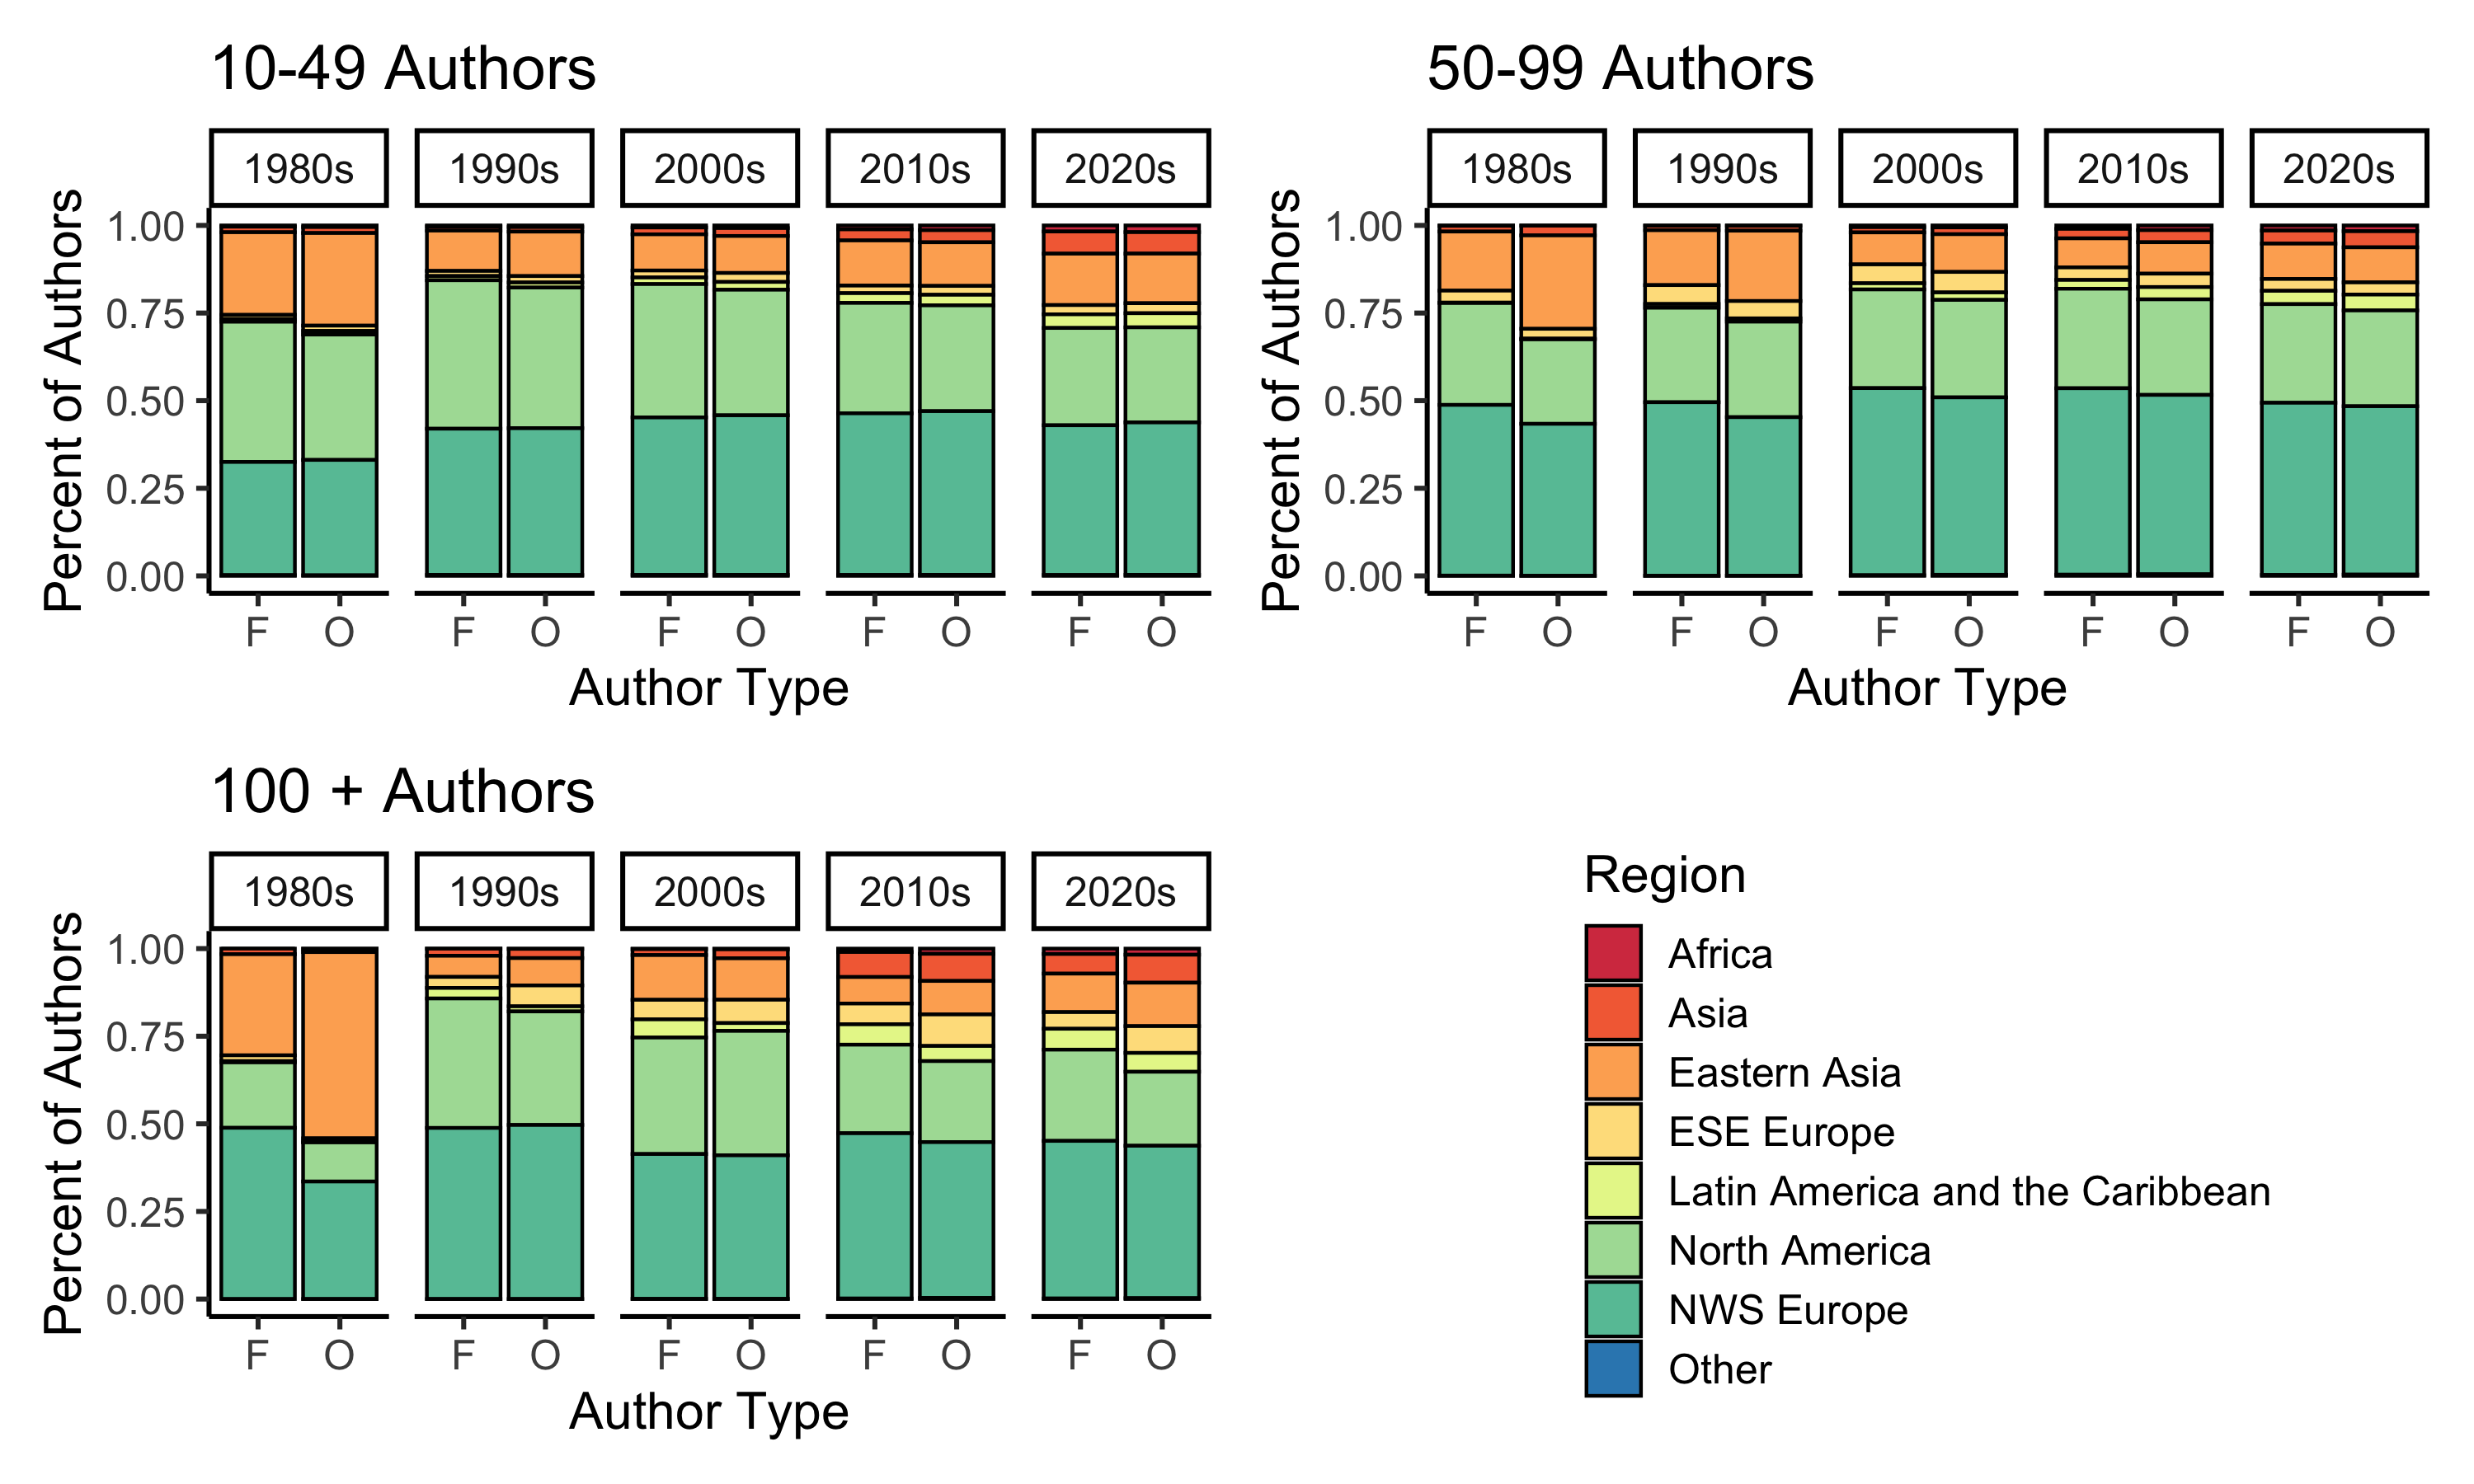 10-49 Authors
1980s 1990s 2000s 2010s 2020s
Percent of Authors
1.00
0.75
0.50
0.25
0.00
F O F O F O F O F O
Author Type
50-99 Authors
1980s 1990s 2000s 2010s 2020s
Percent of Authors
1.00
0.75
0.50
0.25
0.00
F O F O F O F O F O
Author Type
100 + Authors
1980s 1990s 2000s 2010s 2020s
Percent of Authors
1.00
0.75
0.50
0.25
0.00
F O F O F O F O F O
Author Type
Region
Africa
Asia
Eastern Asia
ESE Europe
Latin America and the Caribbean
North America
NWS Europe
Other